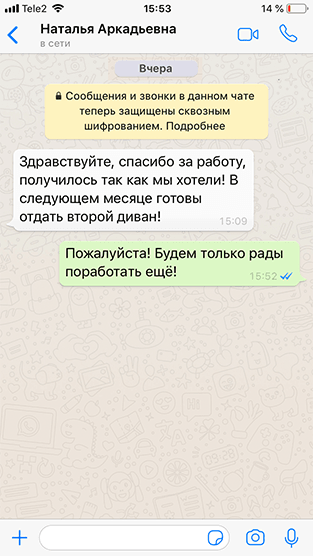 Tele2 15:53 14 %
Наталья Аркадьевна
в сети
Вчера
Сообщения и звонки в данном чате
теперь защищены сквозным
шифрованием. Подробнее
Здравствуйте, спасибо за работу,
получилось так как мы хотели! В
следующем месяце готовы
отдать второй диван!
15:09
Пожалуйста! Будем только рады
поработать ещё!
15:52